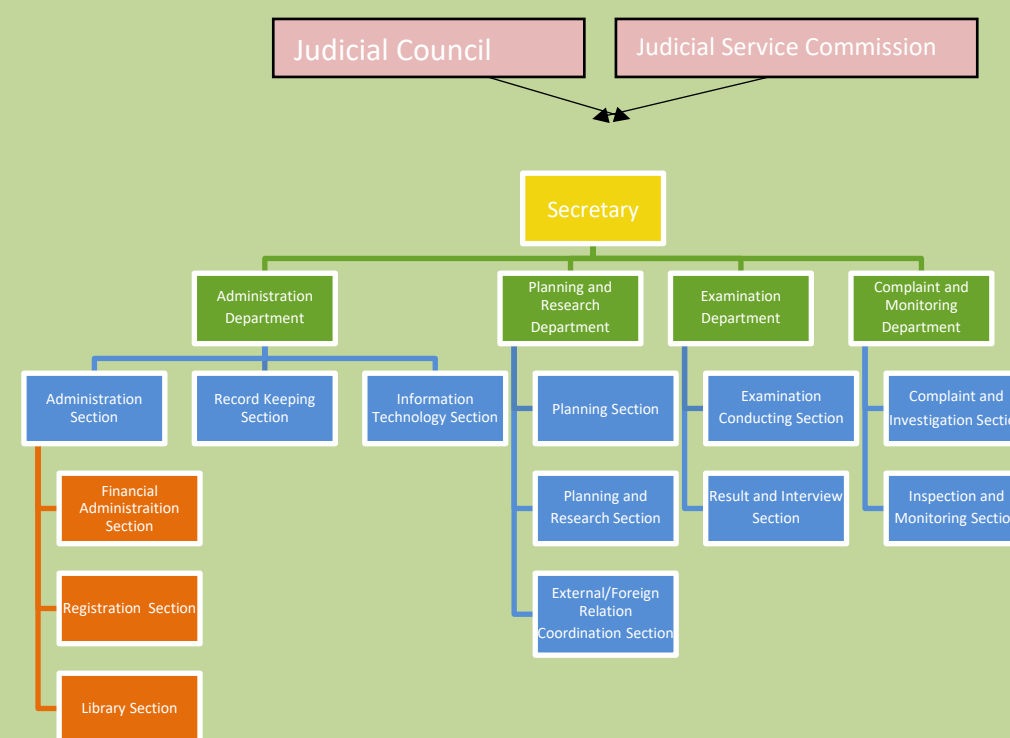 Judicial Council
Judicial Service Commission
Secretary
Administration
Department
Planning and
Research
Department
Examination
Department
Complaint and
Monitoring
Department
Administration
Section
Record Keeping
Section
Information
Technology Section
Planning Section
Examination
Conducting Section
Complaint and
Investigation Sectio
Financial
Administraition
Section
Planning and
Research Section
Result and Interview
Section
Inspection and
Monitoring Section
Registration Section
External/Foreign
Relation
Coordination Section
Library Section